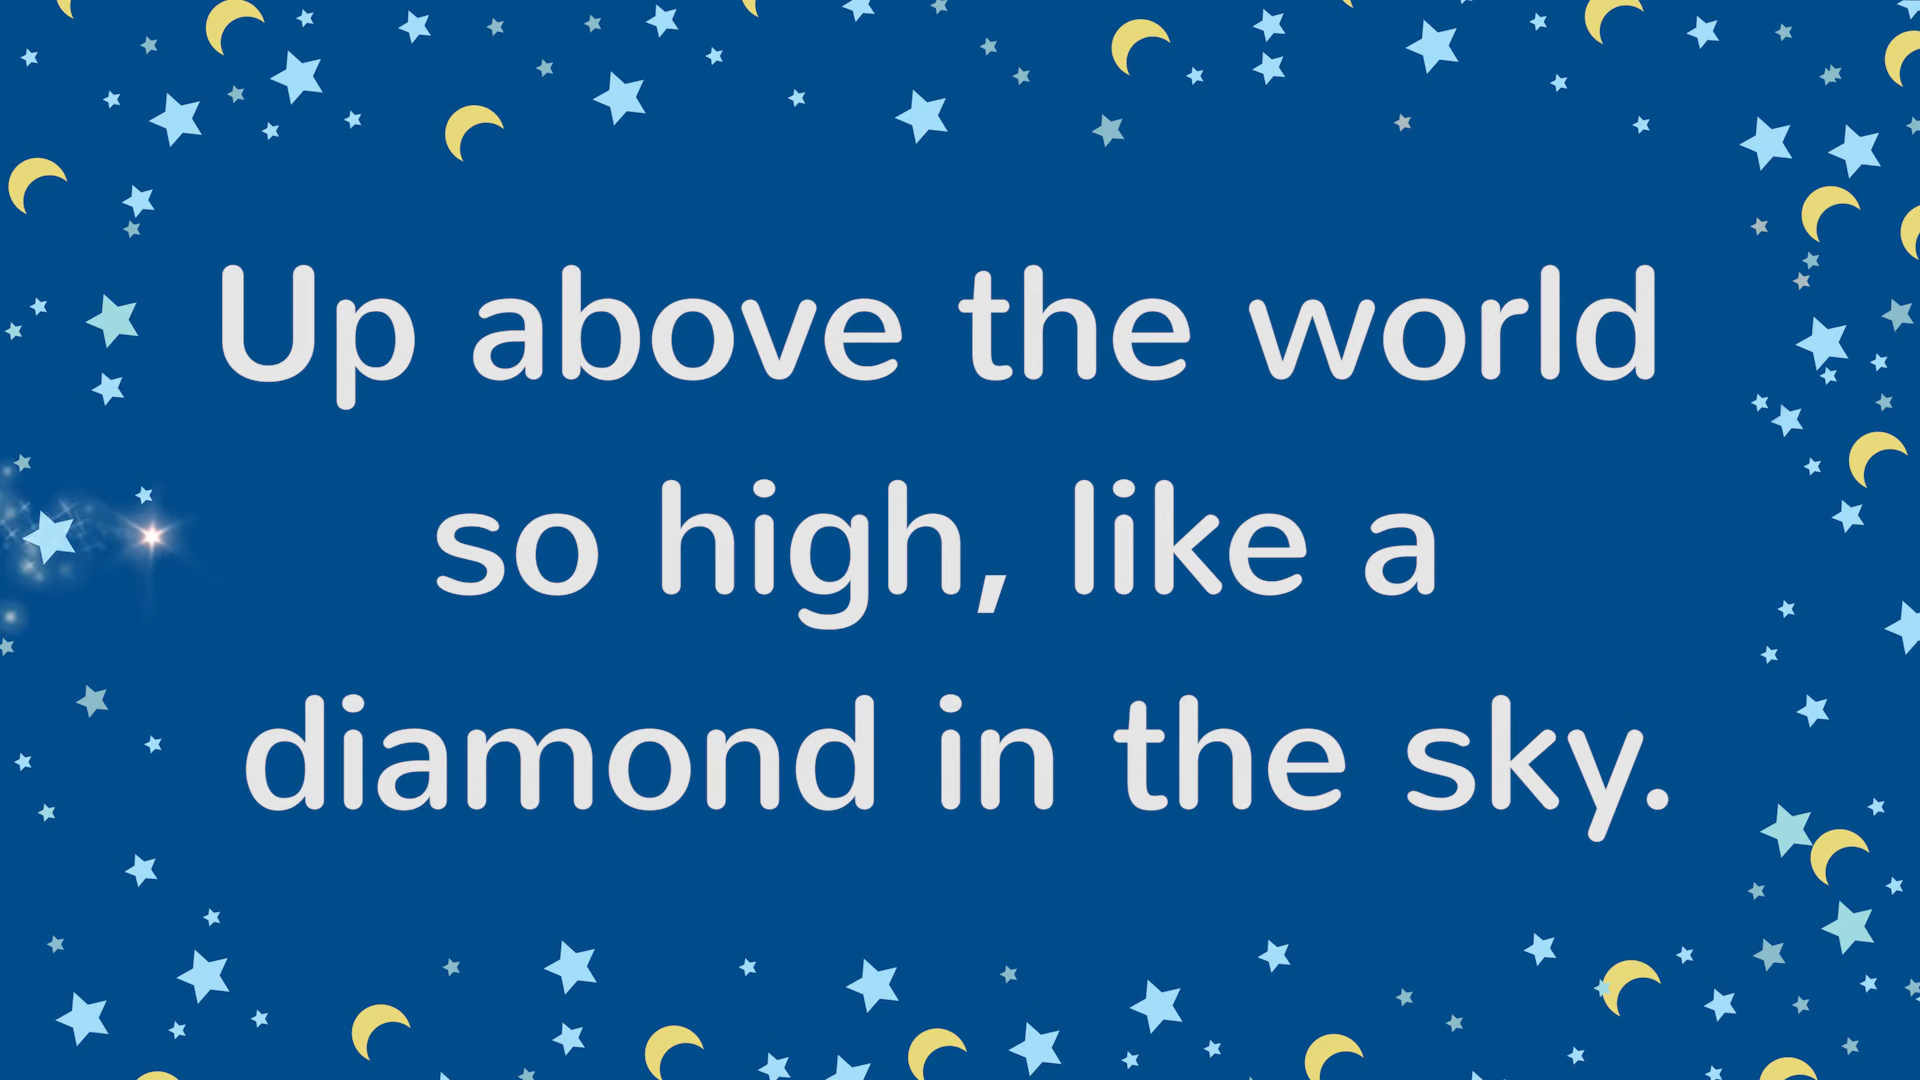 Up above the world
so high, like a
diamond in the sky.